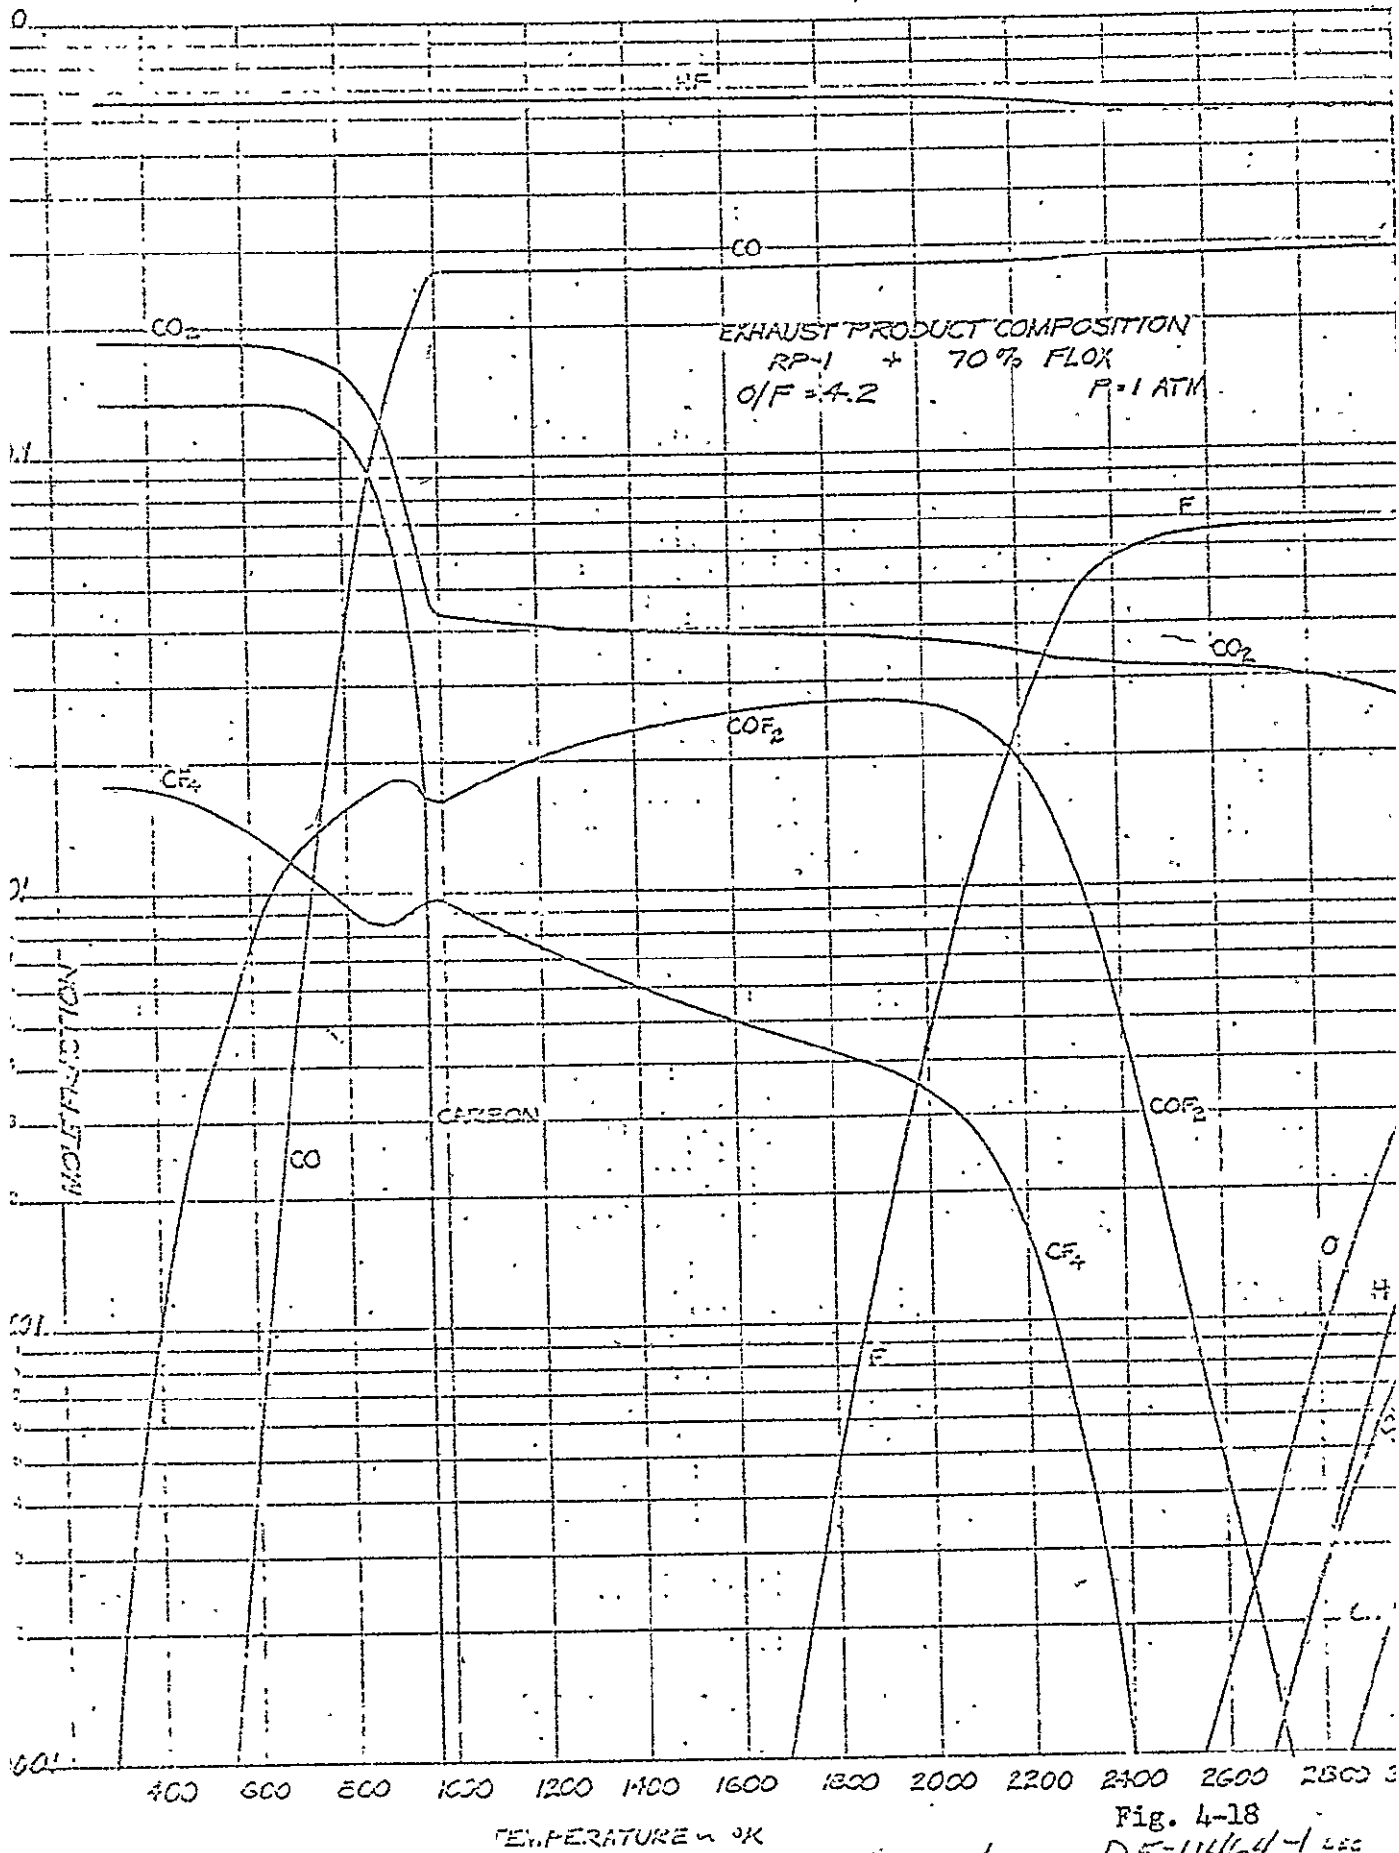 HF
CO
CO2
EXHAUST PRODUCT COMPOSITION
RP-1 + 70% FLOX
O/F = 4.2 P=1 ATM
F
CO2
COF2
CF4
MOLE FRACTION
CARBON
COF2
CO
O
CF4
H
F
400 600 800 1000 1200 1400 1600 1800 2000 2200 2400 2600 2800
Fig. 4-18
TEMPERATURE ~ °K